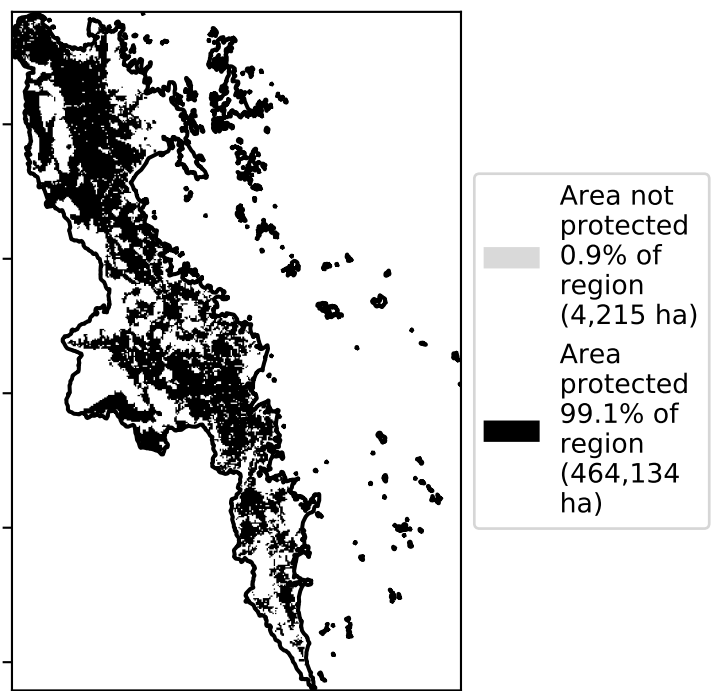 Area not
protected
0.9% of
region
(4,215 ha)
Area
protected
99.1% of
region
(464,134
ha)